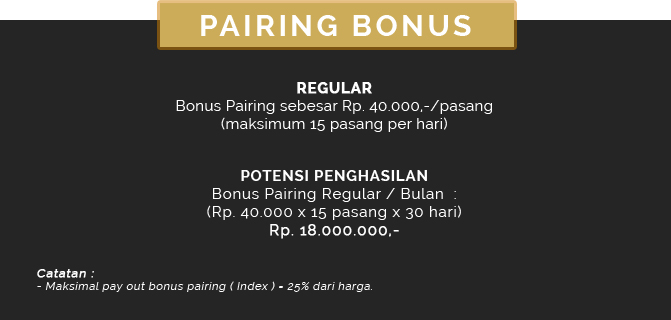 PAIRING BONUS
REGULAR
Bonus Pairing sebesar Rp. 40.000,-/pasang
(maksimum 15 pasang per hari)
POTENSI PENGHASILAN
Bonus Pairing Regular / Bulan :
(Rp. 40.000 x 15 pasang x 30 hari)
Rp. 18.000.000,-
Catatan :
- Maksimal pay out bonus pairing ( Index ) = 25% dari harga.